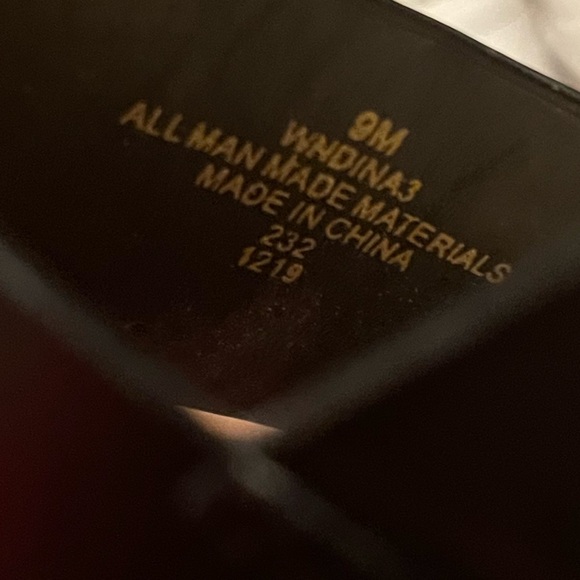 9M
WNDINA3
ALL MAN MADE MATERIALS
MADE IN CHINA
232
1219